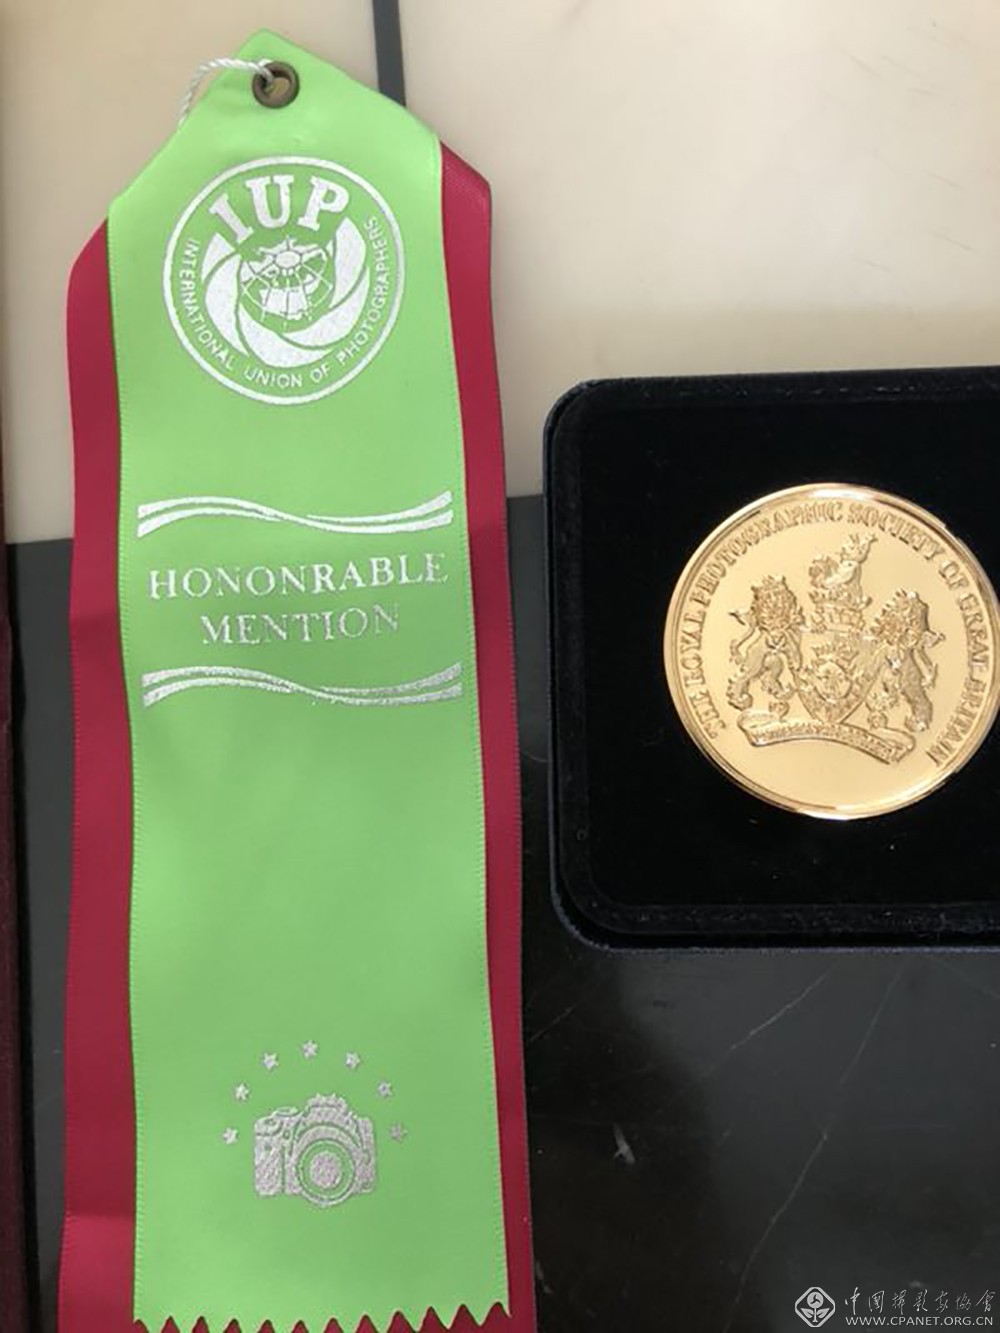 IUP
INTERNATIONAL UNION OF PHOTOGRAPHERS
HONONRABLE
MENTION
THE ROYAL PHOTOGRAPHIC SOCIETY OF GREAT BRITAIN
中国摄影家协会
WWW.CPANET.ORG.CN